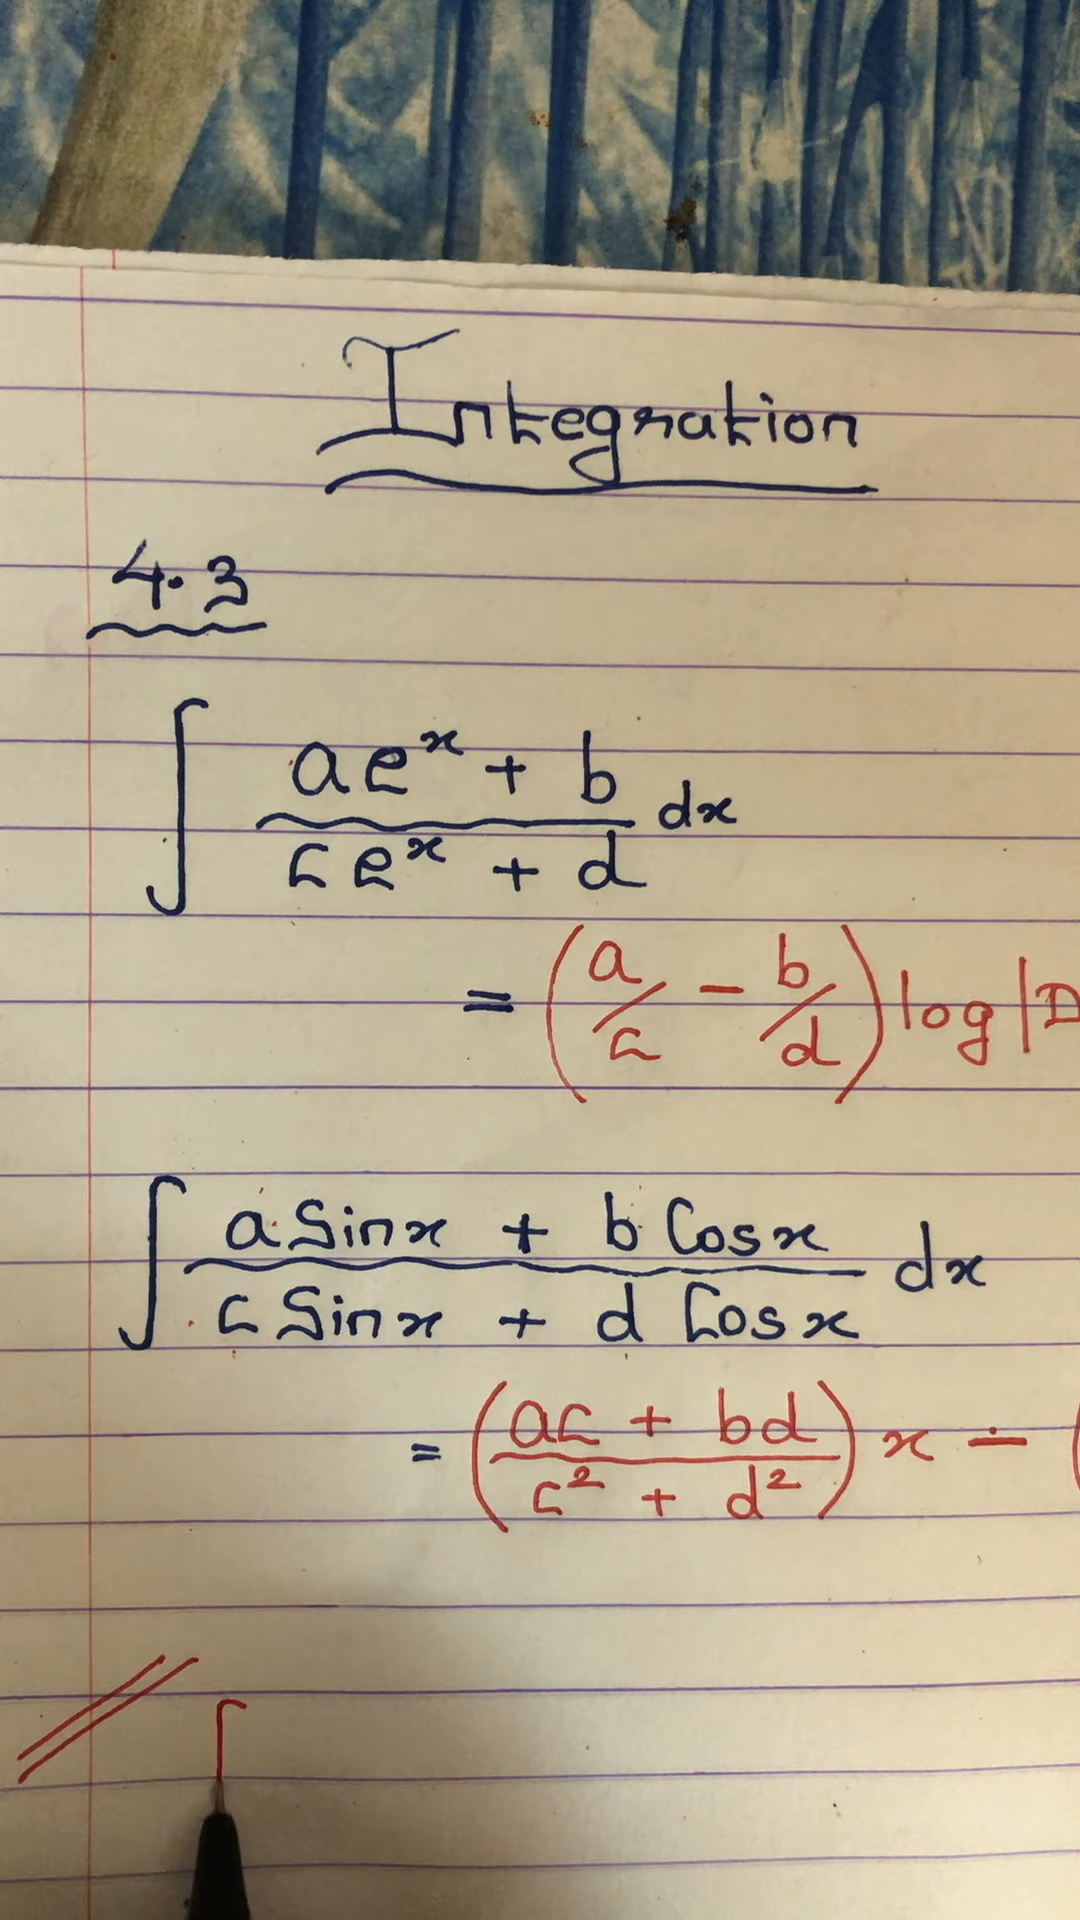 Integration
4.3
∫ (ae^x + b)/(ce^x + d) dx
= (a/c - b/d) log |D
∫ (a Sinx + b Cosx)/(c Sinx + d Cosx) dx
= ((ac + bd)/(c² + d²)) x - (